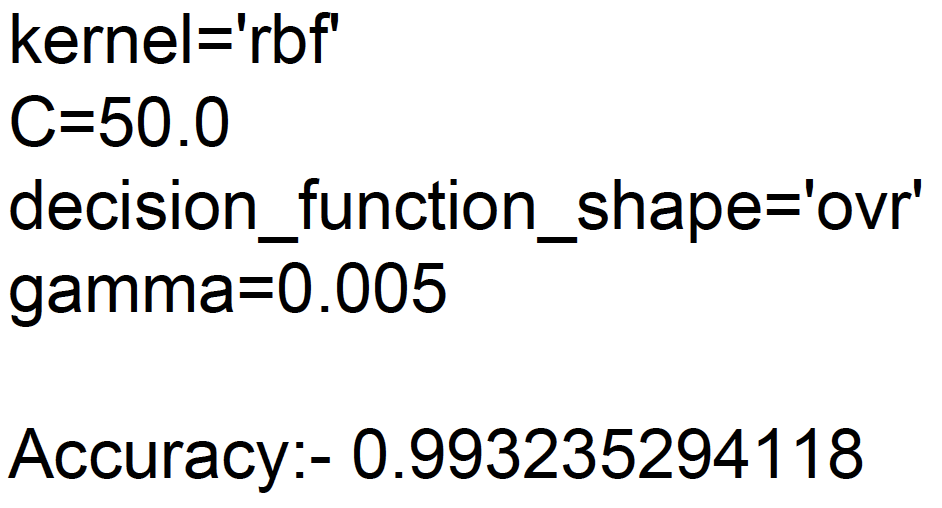 kernel='rbf'
C=50.0
decision_function_shape='ovr'
gamma=0.005
Accuracy:- 0.993235294118